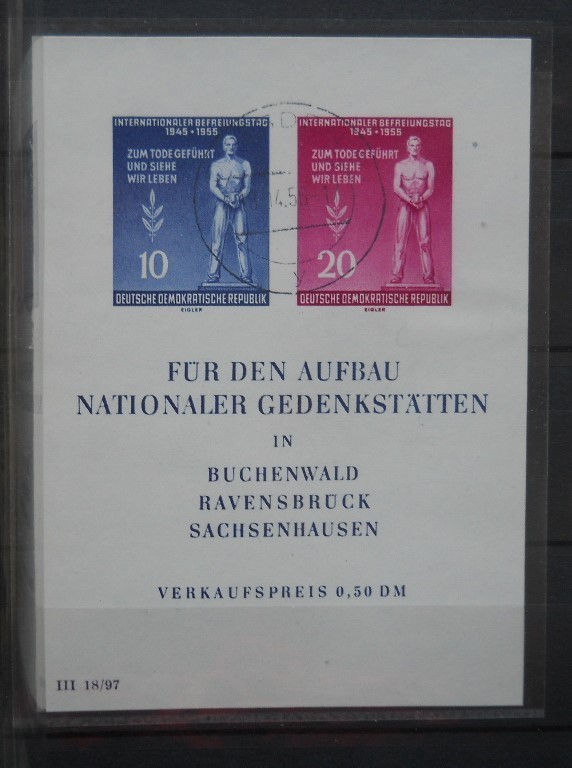 INTERNATIONALER BEFREIUNGSTAG
1945 • 1955
ZUM TODE GEFÜHRT
UND SIEHE
WIR LEBEN
10
DEUTSCHE DEMOKRATISCHE REPUBLIK
EIGLER
INTERNATIONALER BEFREIUNGSTAG
1945 • 1955
ZUM TODE GEFÜHRT
UND SIEHE
WIR LEBEN
20
DEUTSCHE DEMOKRATISCHE REPUBLIK
EIGLER
FÜR DEN AUFBAU
NATIONALER GEDENKSTÄTTEN
IN
BUCHENWALD
RAVENSBRÜCK
SACHSENHAUSEN
VERKAUFSPREIS 0,50 DM
III 18/97